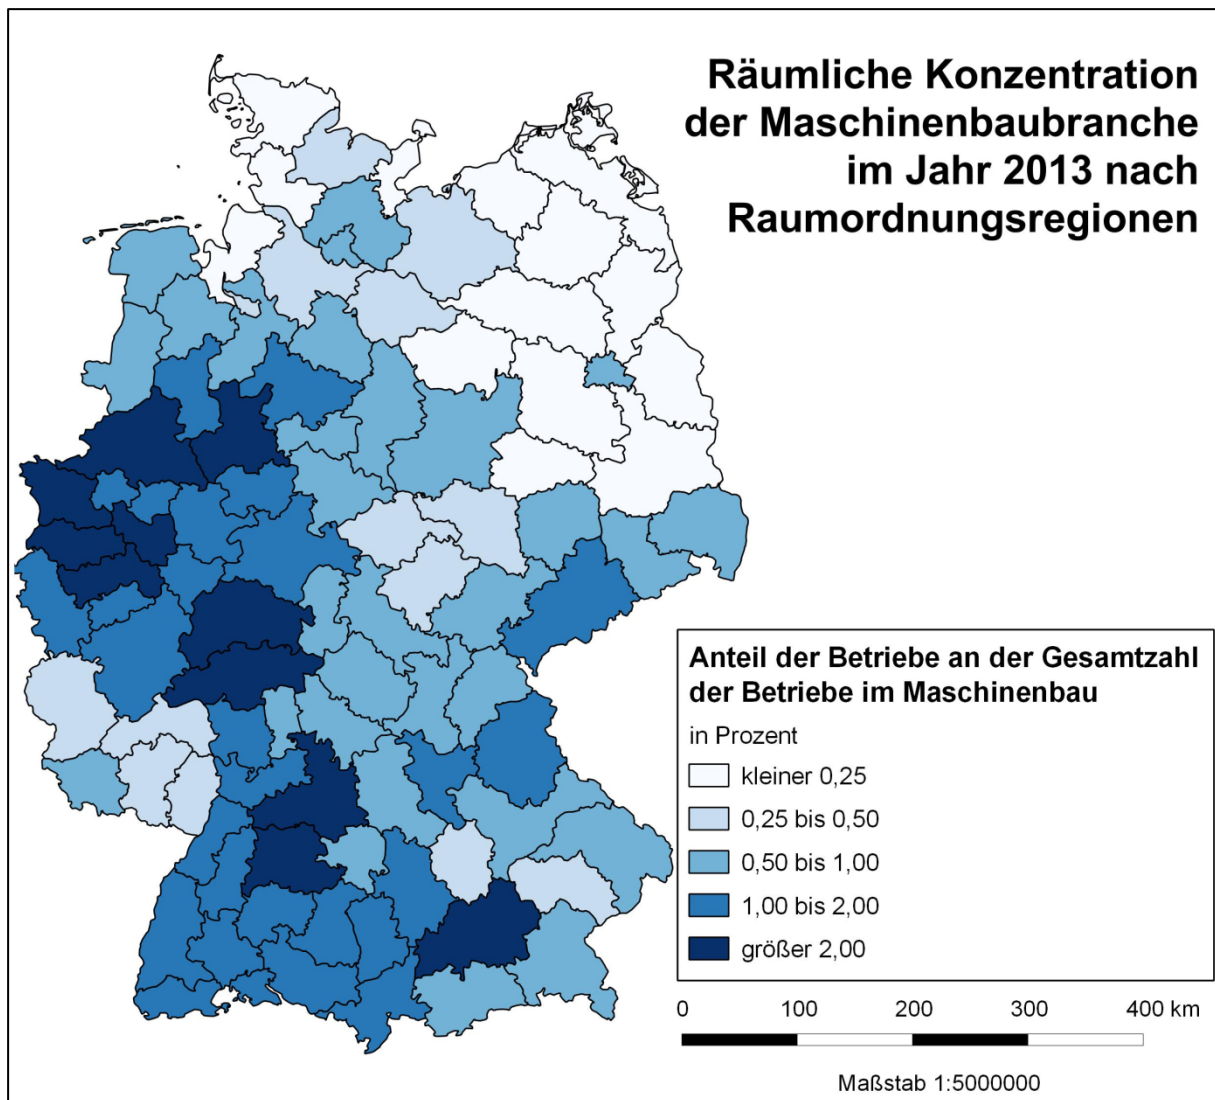 Räumliche Konzentration
der Maschinenbaubranche
im Jahr 2013 nach
Raumordnungsregionen
Anteil der Betriebe an der Gesamtzahl
der Betriebe im Maschinenbau
in Prozent
kleiner 0,25
0,25 bis 0,50
0,50 bis 1,00
1,00 bis 2,00
größer 2,00
0 100 200 300 400 km
Maßstab 1:5000000